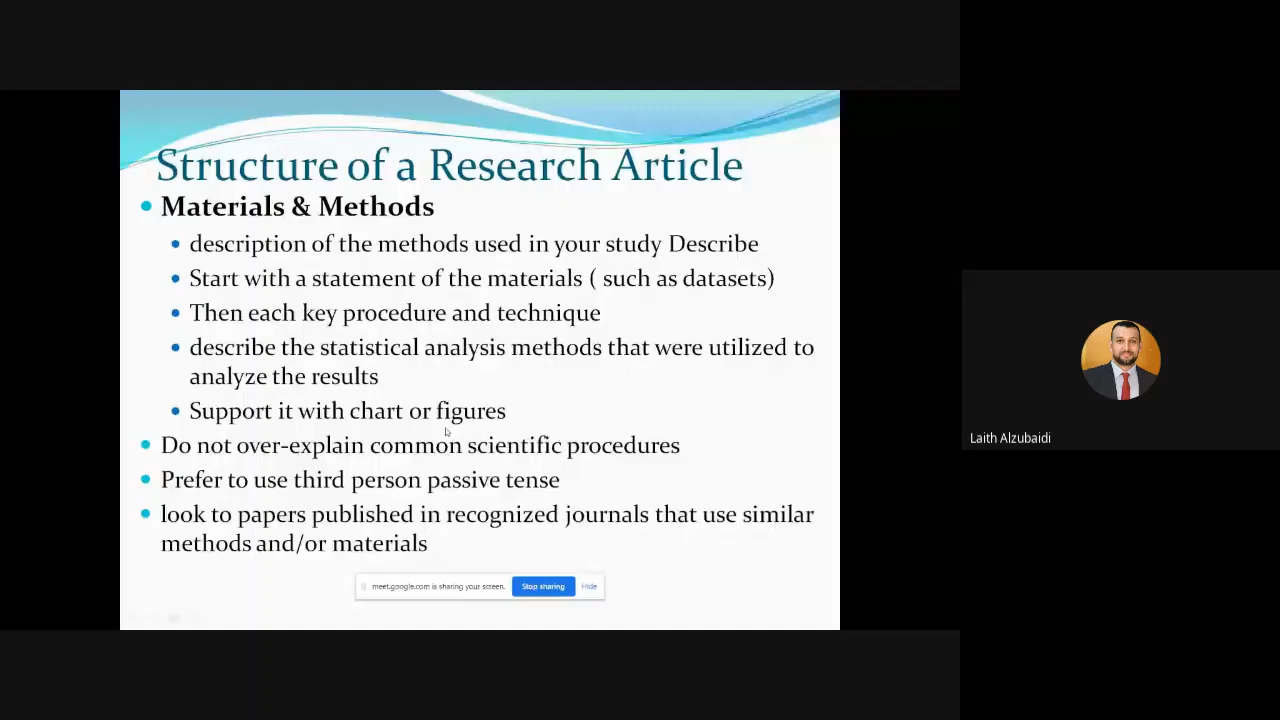 Structure of a Research Article
Materials & Methods
description of the methods used in your study Describe
Start with a statement of the materials ( such as datasets)
Then each key procedure and technique
describe the statistical analysis methods that were utilized to
analyze the results
Support it with chart or figures
Do not over-explain common scientific procedures
Prefer to use third person passive tense
look to papers published in recognized journals that use similar
methods and/or materials
meet.google.com is sharing your screen. Stop sharing Hide
Laith Alzubaidi